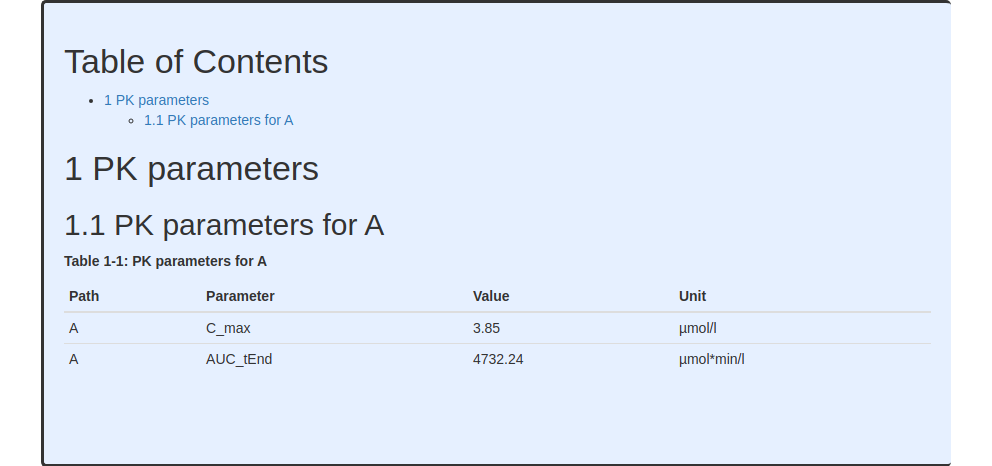 Table of Contents
1 PK parameters
1.1 PK parameters for A
1 PK parameters
1.1 PK parameters for A
Table 1-1: PK parameters for A
Path Parameter Value Unit
A C_max 3.85 µmol/l
A AUC_tEnd 4732.24 µmol*min/l